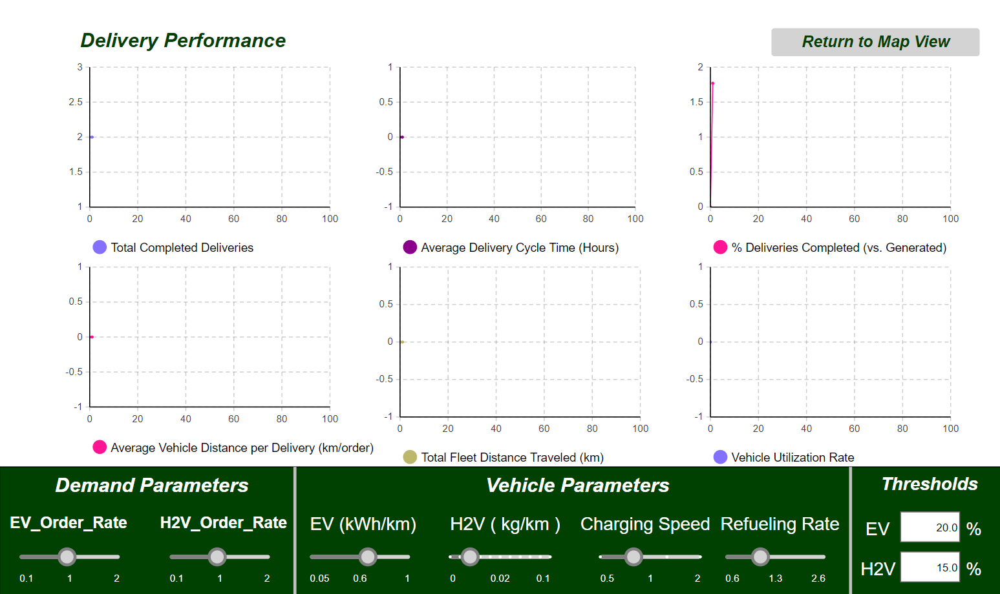 Delivery Performance
Return to Map View
3
2.5
2
1.5
1
0 20 40 60 80 100
Total Completed Deliveries
1
0.5
0
-0.5
-1
0 20 40 60 80 100
Average Delivery Cycle Time (Hours)
2
1.5
1
0.5
0
0 20 40 60 80 100
% Deliveries Completed (vs. Generated)
1
0.5
0
-0.5
-1
0 20 40 60 80 100
Average Vehicle Distance per Delivery (km/order)
1
0.5
0
-0.5
-1
0 20 40 60 80 100
Total Fleet Distance Traveled (km)
1
0.5
0
-0.5
-1
0 20 40 60 80 100
Vehicle Utilization Rate
Demand Parameters
EV_Order_Rate
0.1 1 2
H2V_Order_Rate
0.1 1 2
Vehicle Parameters
EV (kWh/km)
0.05 0.6 1
H2V ( kg/km )
0 0.02 0.1
Charging Speed
0.5 1 2
Refueling Rate
0.6 1.3 2.6
Thresholds
EV 20.0 %
H2V 15.0 %